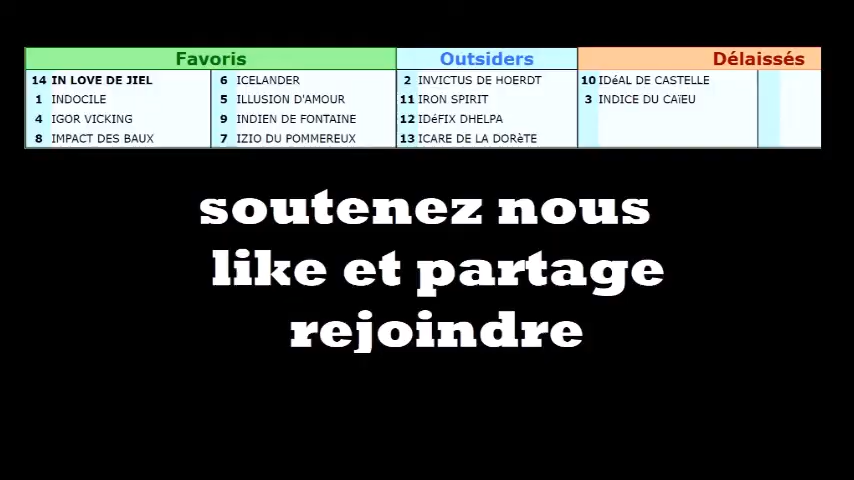 Favoris Outsiders Délaissés
14 IN LOVE DE JIEL 6 ICELANDER 2 INVICTUS DE HOERDT 10 IDéAL DE CASTELLE
1 INDOCILE 5 ILLUSION D'AMOUR 11 IRON SPIRIT 3 INDICE DU CAïEU
4 IGOR VICKING 9 INDIEN DE FONTAINE 12 IDéFIX DHELPA
8 IMPACT DES BAUX 7 IZIO DU POMMEREUX 13 ICARE DE LA DORèTE
soutenez nous
like et partage
rejoindre